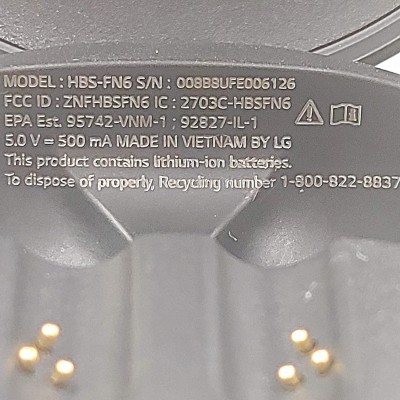 MODEL : HBS-FN6 S/N : 008B8UFE006126
FCC ID : ZNFHBSFN6 IC : 2703C-HBSFN6
EPA Est. 95742-VNM-1 ; 92827-IL-1
5.0 V = 500 mA MADE IN VIETNAM BY LG
This product contains lithium-ion batteries.
To dispose of properly, Recycling number 1-800-822-8837